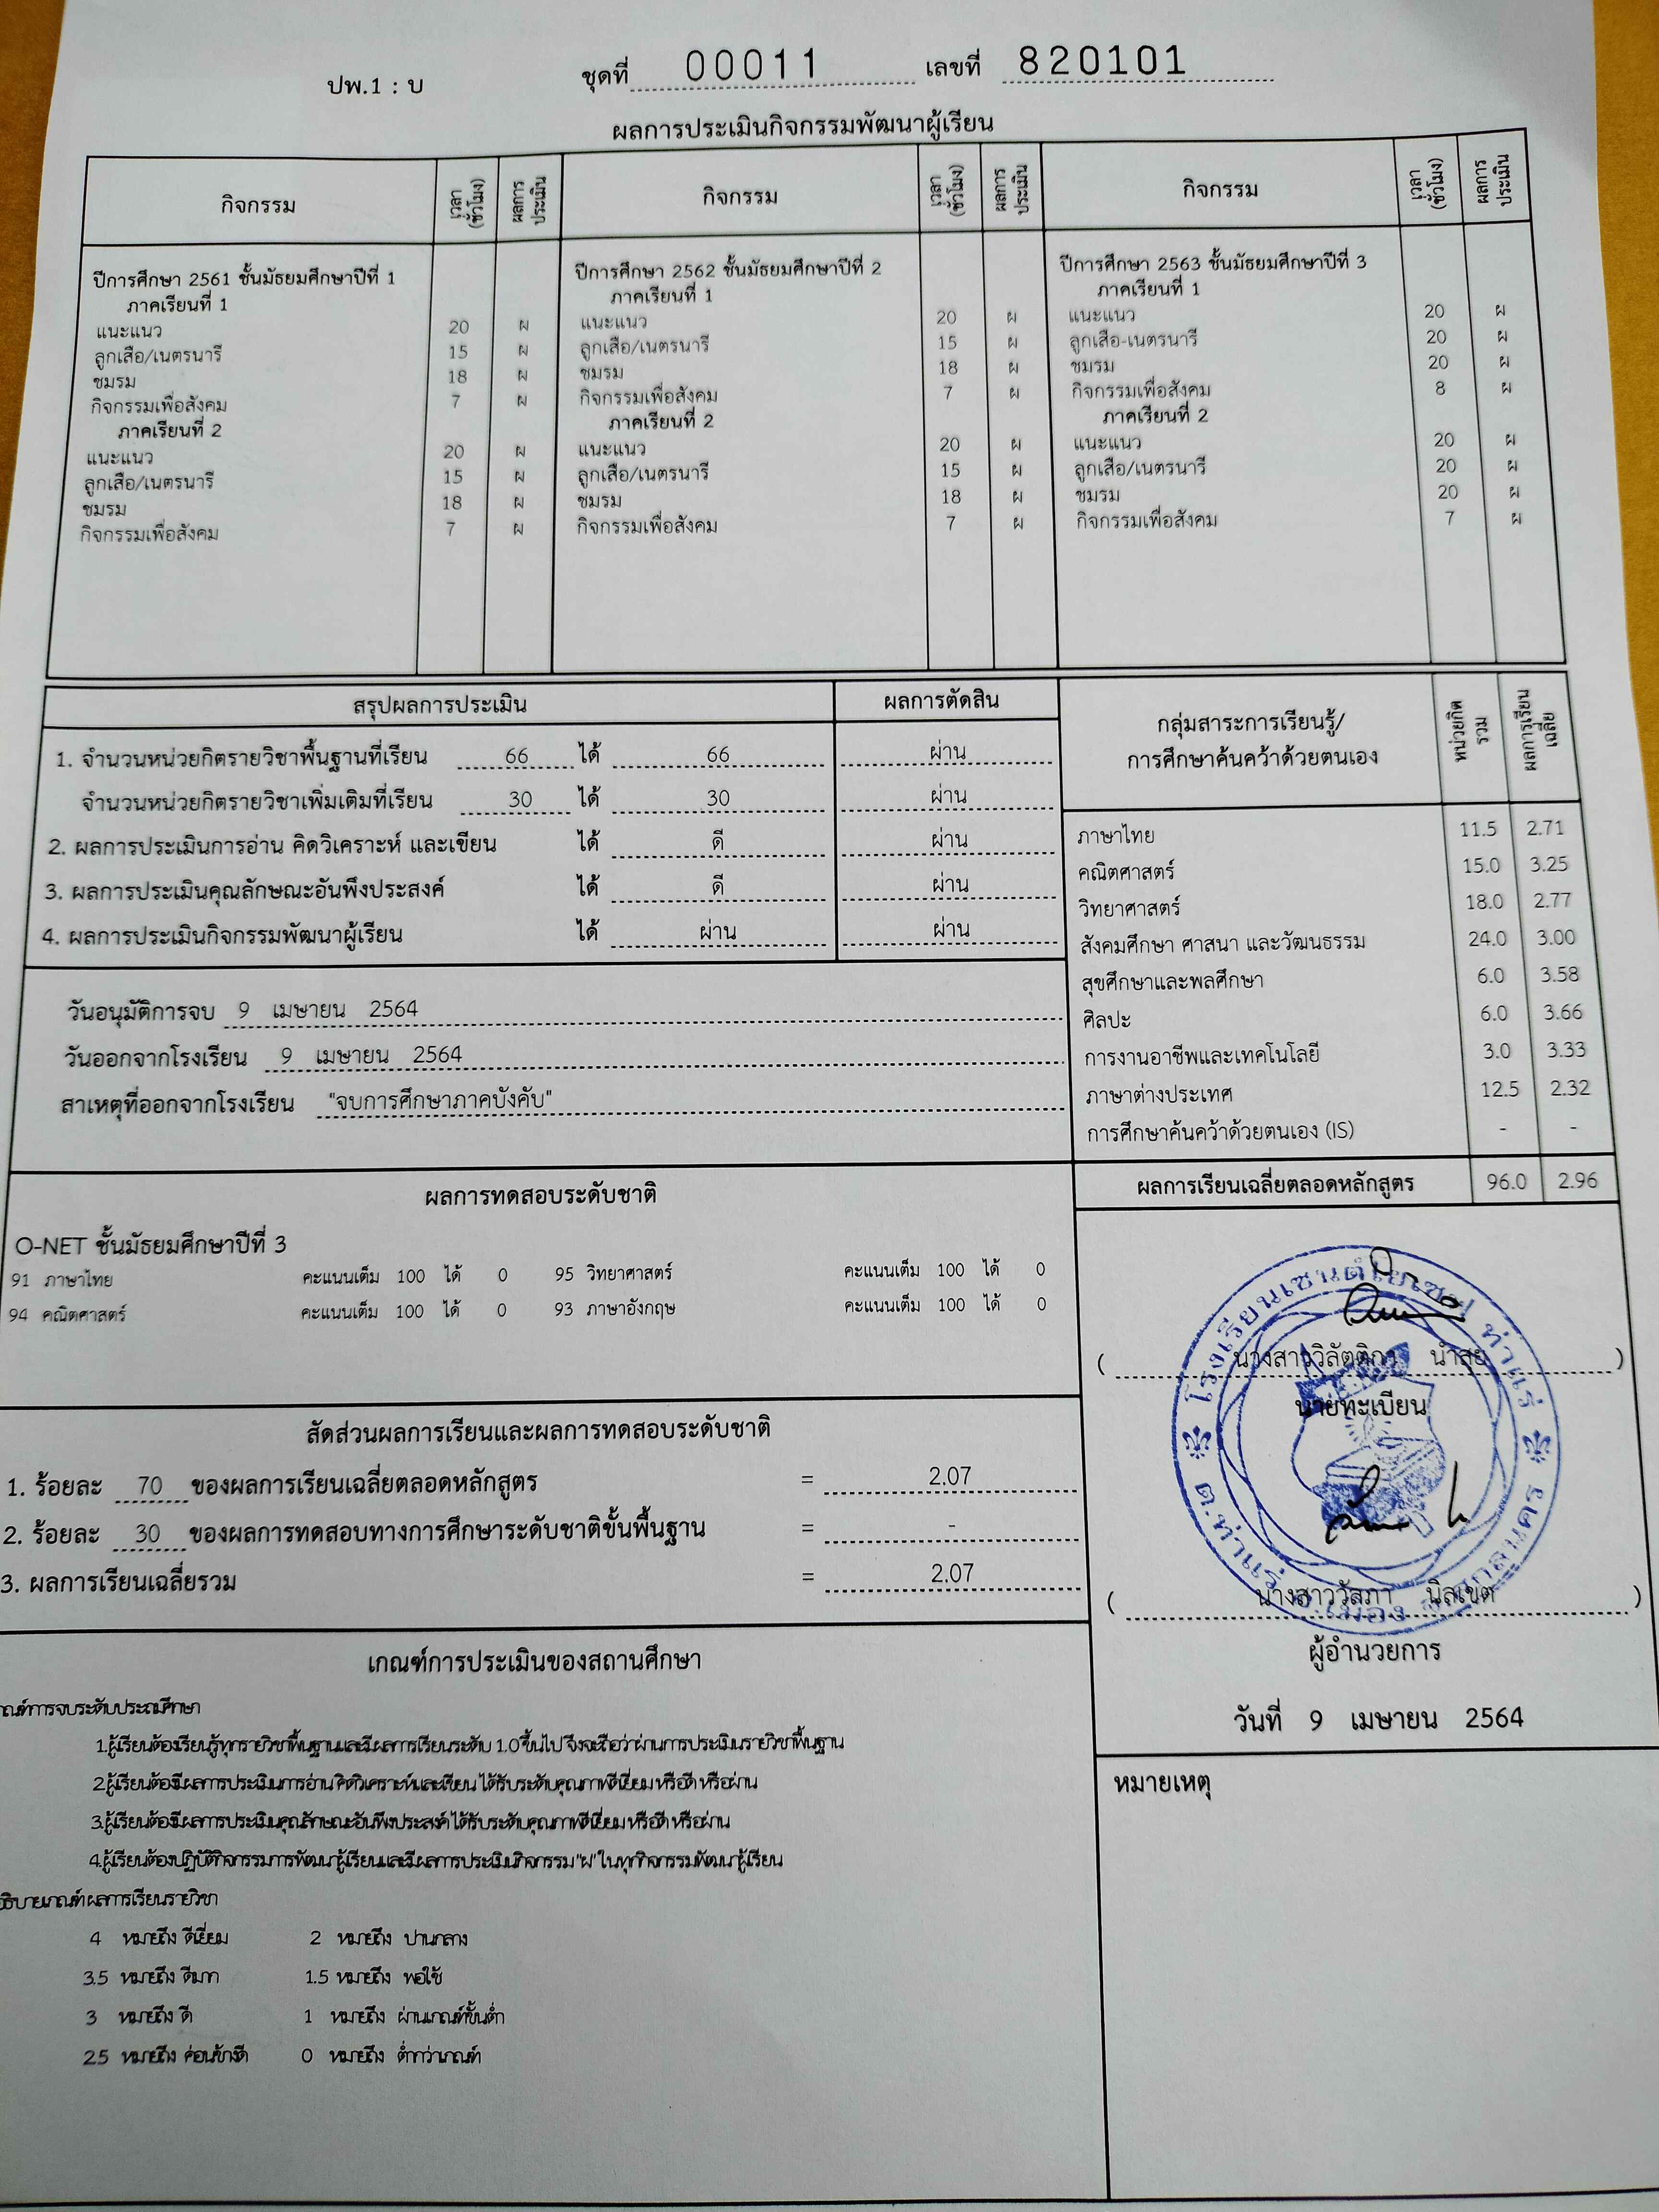 ปพ.1 : บ ชุดที่ 00011 เลขที่ 820101
ผลการประเมินกิจกรรมพัฒนาผู้เรียน
กิจกรรม เวลา (ชั่วโมง) ผลการประเมิน กิจกรรม เวลา (ชั่วโมง) ผลการประเมิน กิจกรรม เวลา (ชั่วโมง) ผลการประเมิน
ปีการศึกษา 2561 ชั้นมัธยมศึกษาปีที่ 1
ภาคเรียนที่ 1
แนะแนว 20 ผ
ลูกเสือ/เนตรนารี 15 ผ
ชมรม 18 ผ
กิจกรรมเพื่อสังคม 7 ผ
ภาคเรียนที่ 2
แนะแนว 20 ผ
ลูกเสือ/เนตรนารี 15 ผ
ชมรม 18 ผ
กิจกรรมเพื่อสังคม 7 ผ
ปีการศึกษา 2562 ชั้นมัธยมศึกษาปีที่ 2
ภาคเรียนที่ 1
แนะแนว 20 ผ
ลูกเสือ/เนตรนารี 15 ผ
ชมรม 18 ผ
กิจกรรมเพื่อสังคม 7 ผ
ภาคเรียนที่ 2
แนะแนว 20 ผ
ลูกเสือ/เนตรนารี 15 ผ
ชมรม 18 ผ
กิจกรรมเพื่อสังคม 7 ผ
ปีการศึกษา 2563 ชั้นมัธยมศึกษาปีที่ 3
ภาคเรียนที่ 1
แนะแนว 20 ผ
ลูกเสือ-เนตรนารี 20 ผ
ชมรม 20 ผ
กิจกรรมเพื่อสังคม 8 ผ
ภาคเรียนที่ 2
แนะแนว 20 ผ
ลูกเสือ/เนตรนารี 20 ผ
ชมรม 20 ผ
กิจกรรมเพื่อสังคม 7 ผ
สรุปผลการประเมิน ผลการตัดสิน
1. จำนวนหน่วยกิตรายวิชาพื้นฐานที่เรียน 66 ได้ 66 ผ่าน
จำนวนหน่วยกิตรายวิชาเพิ่มเติมที่เรียน 30 ได้ 30 ผ่าน
2. ผลการประเมินการอ่าน คิดวิเคราะห์ และเขียน ได้ ดี ผ่าน
3. ผลการประเมินคุณลักษณะอันพึงประสงค์ ได้ ดี ผ่าน
4. ผลการประเมินกิจกรรมพัฒนาผู้เรียน ได้ ผ่าน ผ่าน
วันอนุมัติการจบ 9 เมษายน 2564
วันออกจากโรงเรียน 9 เมษายน 2564
สาเหตุที่ออกจากโรงเรียน "จบการศึกษาภาคบังคับ"
กลุ่มสาระการเรียนรู้/
การศึกษาค้นคว้าด้วยตนเอง
หน่วยกิตรวม ผลการเรียนเฉลี่ย
ภาษาไทย 11.5 2.71
คณิตศาสตร์ 15.0 3.25
วิทยาศาสตร์ 18.0 2.77
สังคมศึกษา ศาสนา และวัฒนธรรม 24.0 3.00
สุขศึกษาและพลศึกษา 6.0 3.58
ศิลปะ 6.0 3.66
การงานอาชีพและเทคโนโลยี 3.0 3.33
ภาษาต่างประเทศ 12.5 2.32
การศึกษาค้นคว้าด้วยตนเอง (IS) - -
ผลการเรียนเฉลี่ยตลอดหลักสูตร 96.0 2.96
ผลการทดสอบระดับชาติ
O-NET ชั้นมัธยมศึกษาปีที่ 3
91 ภาษาไทย คะแนนเต็ม 100 ได้ 0 95 วิทยาศาสตร์ คะแนนเต็ม 100 ได้ 0
94 คณิตศาสตร์ คะแนนเต็ม 100 ได้ 0 93 ภาษาอังกฤษ คะแนนเต็ม 100 ได้ 0
สัดส่วนผลการเรียนและผลการทดสอบระดับชาติ
1. ร้อยละ 70 ของผลการเรียนเฉลี่ยตลอดหลักสูตร = 2.07
2. ร้อยละ 30 ของผลการทดสอบทางการศึกษาระดับชาติขั้นพื้นฐาน = -
3. ผลการเรียนเฉลี่ยรวม = 2.07
โรงเรียนเซนต์โยเซฟ ท่าแร่
ต.ท่าแร่ อ.เมือง จ.สกลนคร
(นางสาววิลัตติกา นำสุย)
นายทะเบียน
(นางสาววัลภา นิลเขต)
ผู้อำนวยการ
วันที่ 9 เมษายน 2564
หมายเหตุ
เกณฑ์การประเมินของสถานศึกษา
ณฑ์การจบระดับประถมศึกษา
1.ผู้เรียนต้องเรียนรู้ทุกรายวิชาพื้นฐานและมีผลการเรียนระดับ 1.0 ขึ้นไป จึงจะถือว่าผ่านการประเมินรายวิชาพื้นฐาน
2.ผู้เรียนต้องมีผลการประเมินการอ่าน คิดวิเคราะห์และเขียน ได้รับระดับคุณภาพดีเยี่ยม หรือดี หรือผ่าน
3.ผู้เรียนต้องมีผลการประเมินคุณลักษณะอันพึงประสงค์ ได้รับระดับคุณภาพดีเยี่ยม หรือดี หรือผ่าน
4.ผู้เรียนต้องปฏิบัติกิจกรรมการพัฒนาผู้เรียนและมีผลการประเมินกิจกรรม "ผ" ในทุกกิจกรรมพัฒนาผู้เรียน
ธิบายเกณฑ์ผลการเรียนรายวิชา
4 หมายถึง ดีเยี่ยม 2 หมายถึง ปานกลาง
3.5 หมายถึง ดีมาก 1.5 หมายถึง พอใช้
3 หมายถึง ดี 1 หมายถึง ผ่านเกณฑ์ขั้นต่ำ
2.5 หมายถึง ค่อนข้างดี 0 หมายถึง ต่ำกว่าเกณฑ์